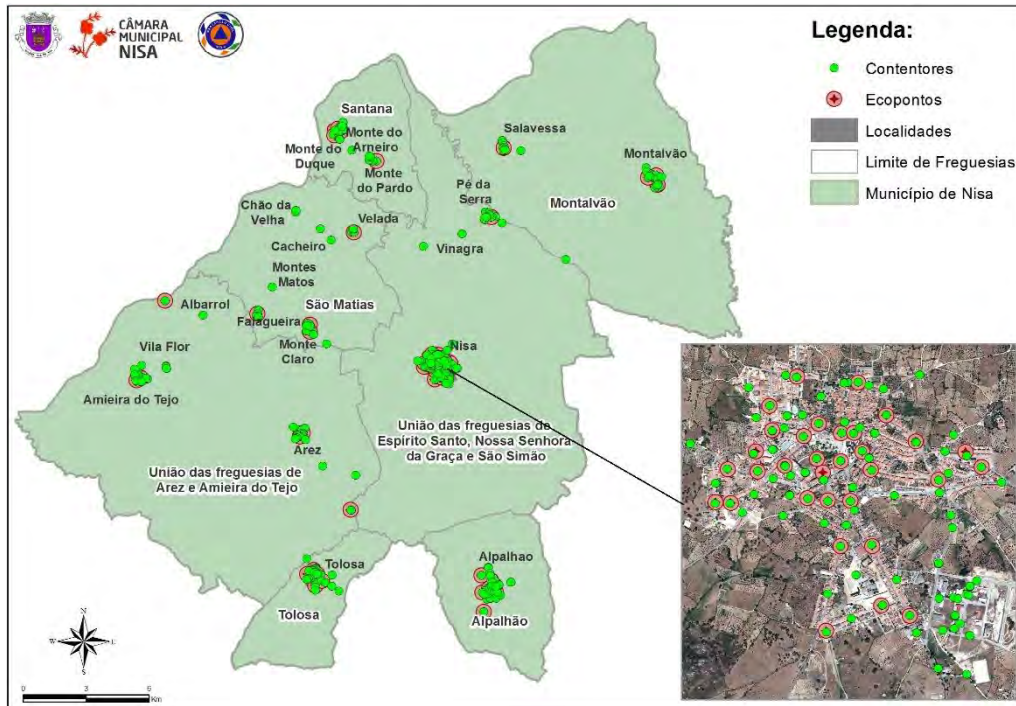 CÂMARA
MUNICIPAL
NISA
Legenda:
Contentores
Ecopontos
Localidades
Limite de Freguesias
Município de Nisa
Santana
Monte do
Arneiro
Monte do
Duque
Monte
do Pardo
Salavessa
Montalvão
Pé da
Serra
Montalvão
Chão da
Velha
Velada
Cacheiro
Vinagra
Montes
Matos
Albarrol
São Matias
Falagueira
Monte
Claro
Vila Flor
Nisa
Amieira do Tejo
Arez
União das freguesias de
Espírito Santo, Nossa Senhora
da Graça e São Simão
União das freguesias de
Arez e Amieira do Tejo
Tolosa
Alpalhao
Tolosa
Alpalhão
N
W
E
S
0
3
6
Km